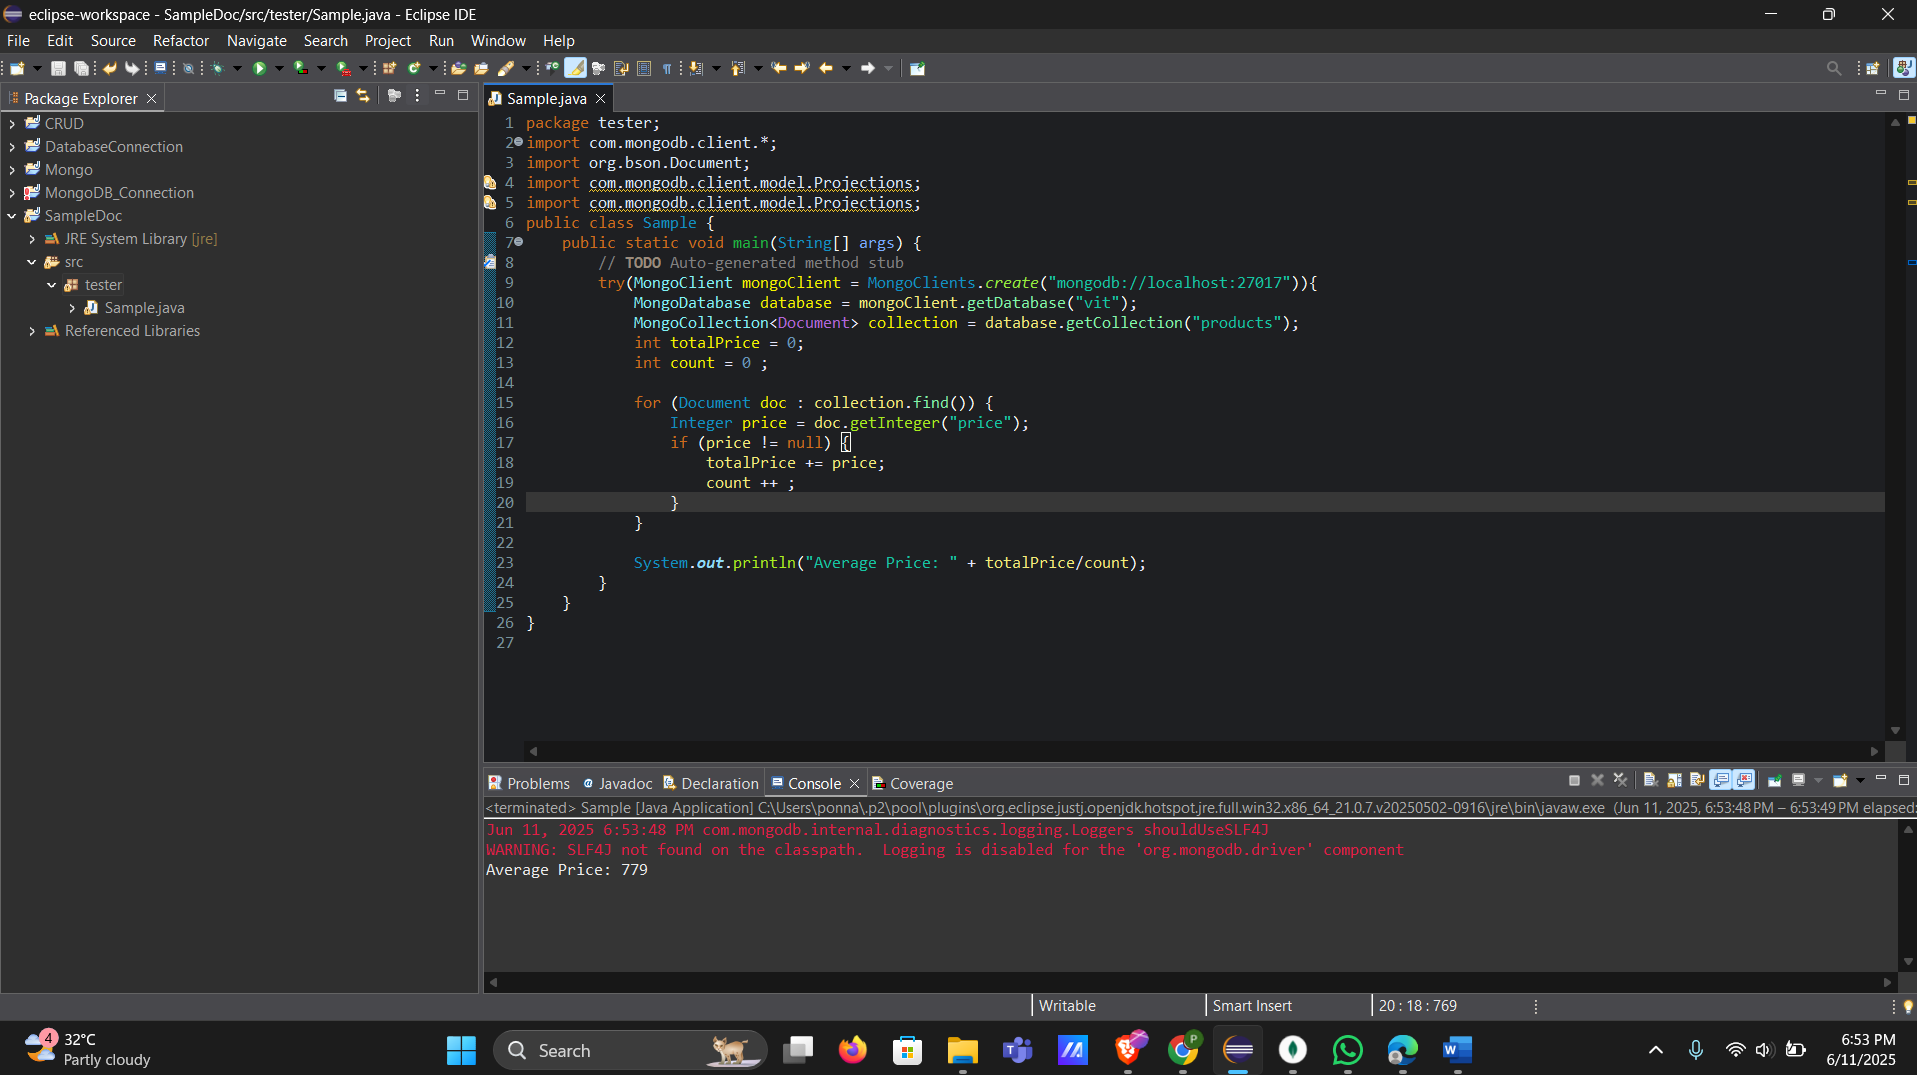 eclipse-workspace - SampleDoc/src/tester/Sample.java - Eclipse IDE
File Edit Source Refactor Navigate Search Project Run Window Help
Package Explorer
CRUD
DatabaseConnection
Mongo
MongoDB_Connection
SampleDoc
JRE System Library [jre]
src
tester
Sample.java
Referenced Libraries
Sample.java
1 package tester;
2 import com.mongodb.client.*;
3 import org.bson.Document;
4 import com.mongodb.client.model.Projections;
5 import com.mongodb.client.model.Projections;
6 public class Sample {
7     public static void main(String[] args) {
8         // TODO Auto-generated method stub
9         try(MongoClient mongoClient = MongoClients.create("mongodb://localhost:27017")){
10             MongoDatabase database = mongoClient.getDatabase("vit");
11             MongoCollection<Document> collection = database.getCollection("products");
12             int totalPrice = 0;
13             int count = 0 ;
14
15             for (Document doc : collection.find()) {
16                 Integer price = doc.getInteger("price");
17                 if (price != null) {
18                     totalPrice += price;
19                     count ++ ;
20                 }
21             }
22
23             System.out.println("Average Price: " + totalPrice/count);
24         }
25     }
26 }
27
Problems Javadoc Declaration Console Coverage
<terminated> Sample [Java Application] C:\Users\ponna\.p2\pool\plugins\org.eclipse.justj.openjdk.hotspot.jre.full.win32.x86_64_21.0.7.v20250502-0916\jre\bin\javaw.exe (Jun 11, 2025, 6:53:48 PM – 6:53:49 PM elapsed:
Jun 11, 2025 6:53:48 PM com.mongodb.internal.diagnostics.logging.Loggers shouldUseSLF4J
WARNING: SLF4J not found on the classpath.  Logging is disabled for the 'org.mongodb.driver' component
Average Price: 779
Writable Smart Insert 20 : 18 : 769
4
32°C
Partly cloudy
Search
P
6:53 PM
6/11/2025